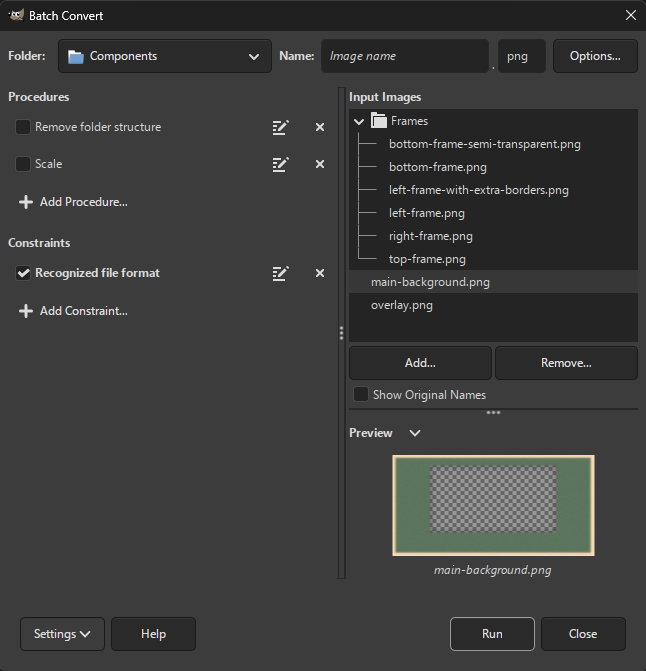 Batch Convert
Folder: Components Name: Image name . png Options...
Procedures
Remove folder structure
Scale
Add Procedure...
Constraints
Recognized file format
Add Constraint...
Input Images
Frames
bottom-frame-semi-transparent.png
bottom-frame.png
left-frame-with-extra-borders.png
left-frame.png
right-frame.png
top-frame.png
main-background.png
overlay.png
Add... Remove...
Show Original Names
Preview
main-background.png
Settings Help Run Close